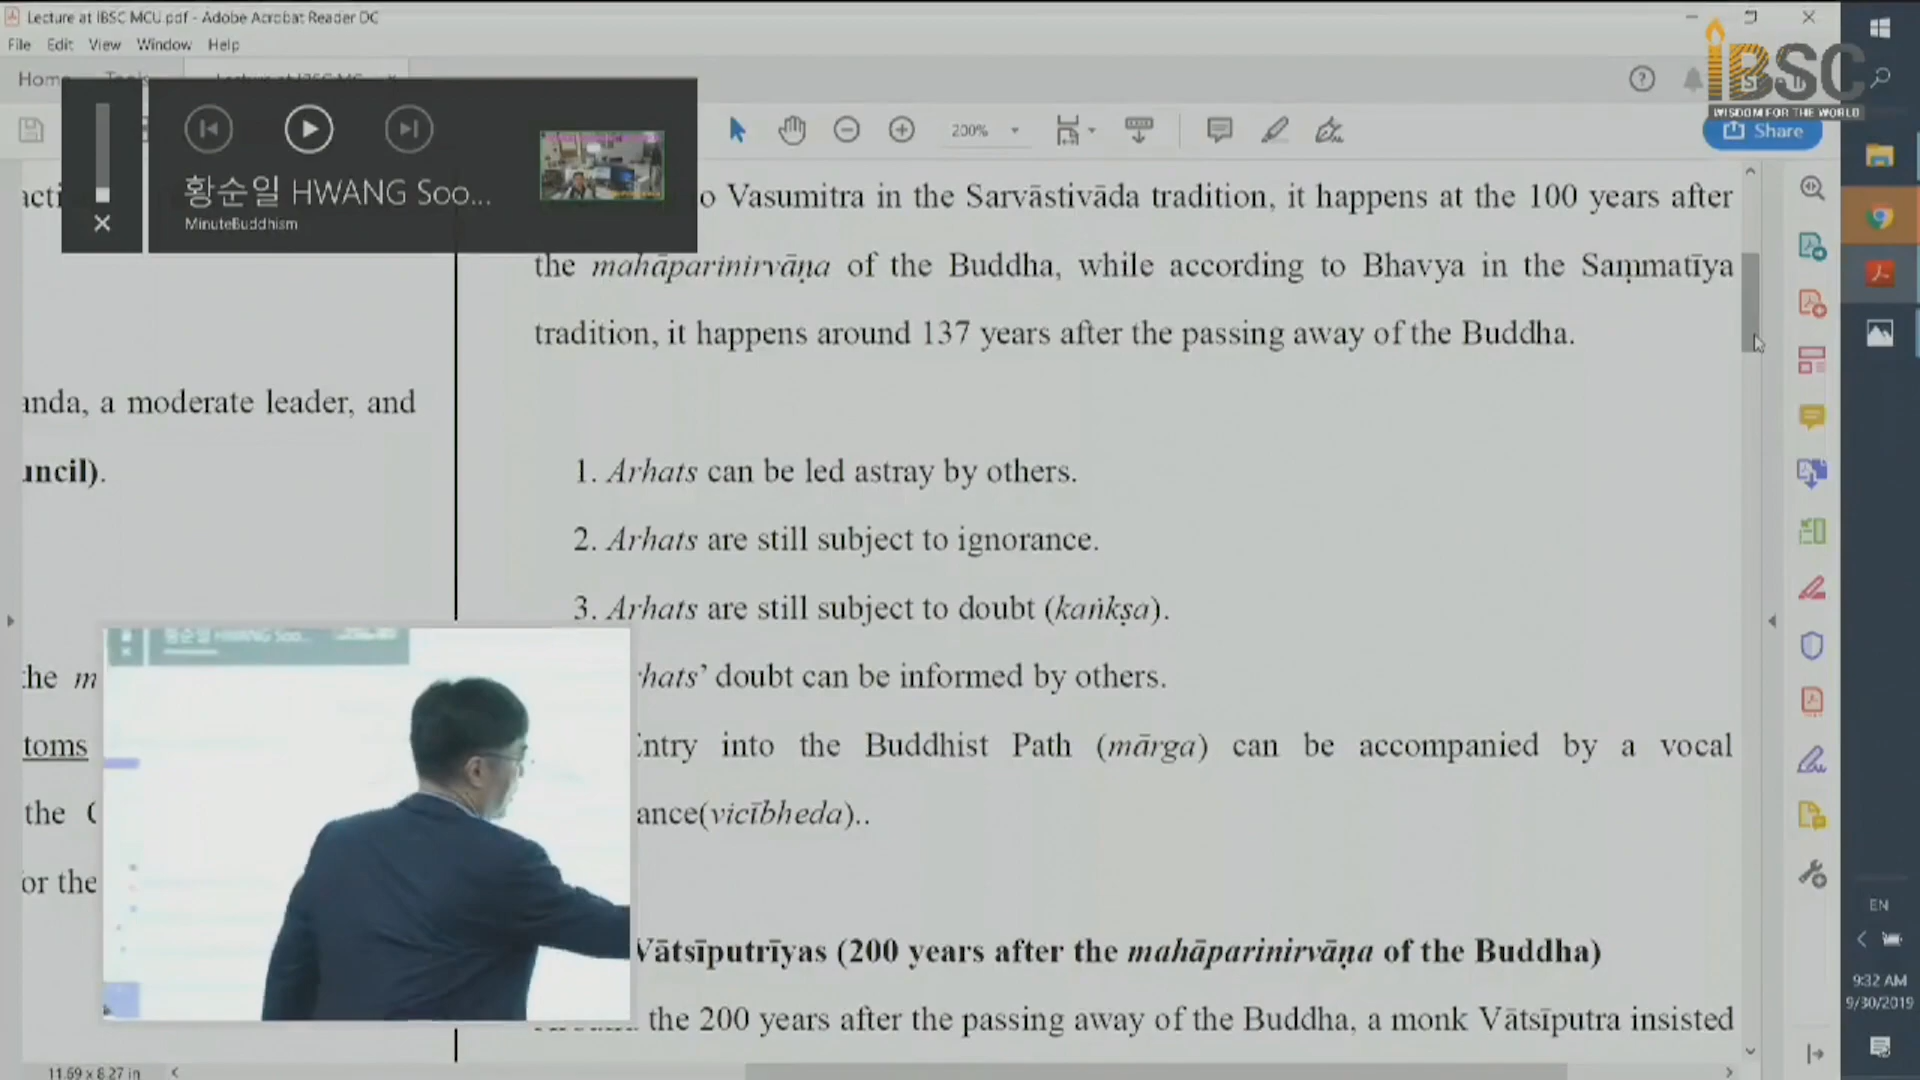 Lecture at IBSC MCU.pdf - Adobe Acrobat Reader DC
File Edit View Window Help
IBSC
WISDOM FOR THE WORLD
Share
200%
황순일 HWANG Soo...
MinuteBuddhism
o Vasumitra in the Sarvāstivāda tradition, it happens at the 100 years after
the mahāparinirvāṇa of the Buddha, while according to Bhavya in the Saṃmatīya
tradition, it happens around 137 years after the passing away of the Buddha.
anda, a moderate leader, and
uncil).
1. Arhats can be led astray by others.
2. Arhats are still subject to ignorance.
3. Arhats are still subject to doubt (kaṅkṣa).
hats' doubt can be informed by others.
Entry into the Buddhist Path (mārga) can be accompanied by a vocal
ance(vicībheda)..
the m
toms
the C
or the
Vātsīputrīyas (200 years after the mahāparinirvāṇa of the Buddha)
the 200 years after the passing away of the Buddha, a monk Vātsīputra insisted
11.69 x 8.27 in
EN
9:32 AM
9/30/2019